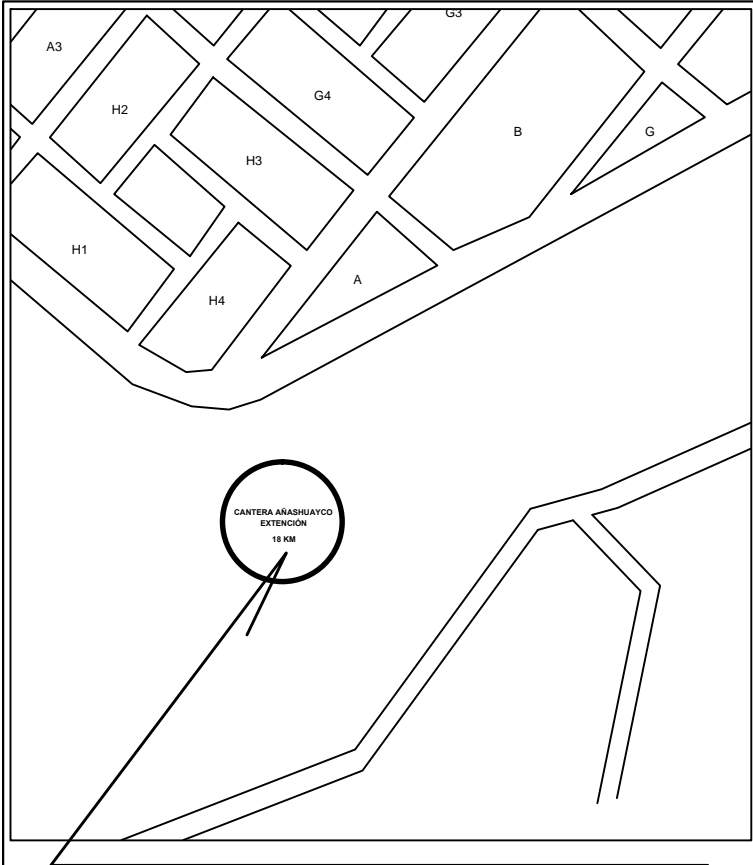 G3
A3
G4
H2
B
G
H3
H1
A
H4
CANTERA AÑASHUAYCO
EXTENCIÓN
18 KM